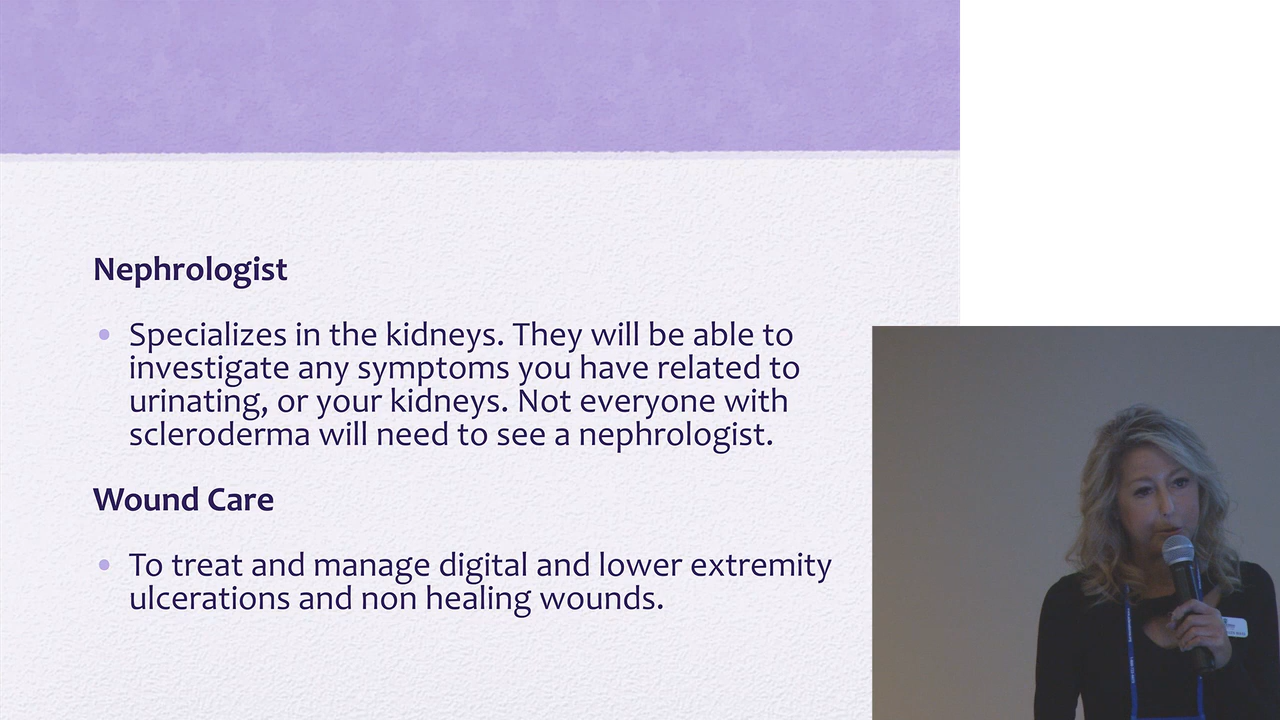 Nephrologist
• Specializes in the kidneys. They will be able to
investigate any symptoms you have related to
urinating, or your kidneys. Not everyone with
scleroderma will need to see a nephrologist.
Wound Care
• To treat and manage digital and lower extremity
ulcerations and non healing wounds.